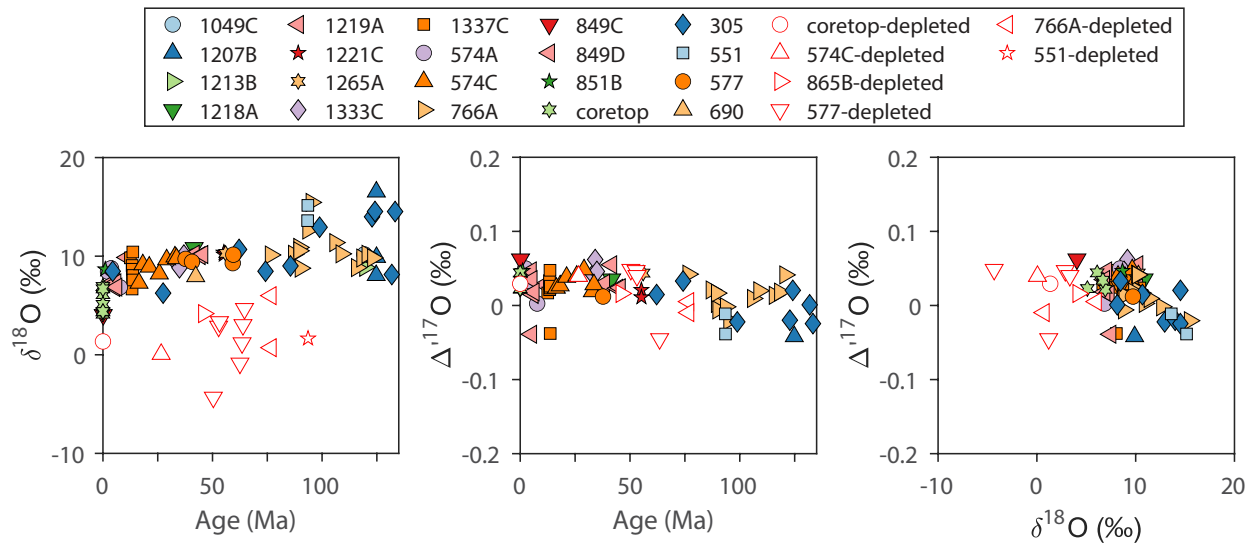 1049C 1219A 1337C 849C 305 coretop-depleted 766A-depleted
1207B 1221C 574A 849D 551 574C-depleted 551-depleted
1213B 1265A 574C 851B 577 865B-depleted
1218A 1333C 766A coretop 690 577-depleted
20
10
0
-10
δ18O (‰)
0 50 100
Age (Ma)
0.2
0.1
0
-0.1
-0.2
Δ'17O (‰)
0 50 100
Age (Ma)
0.2
0.1
0
-0.1
-0.2
Δ'17O (‰)
-10 0 10 20
δ18O (‰)